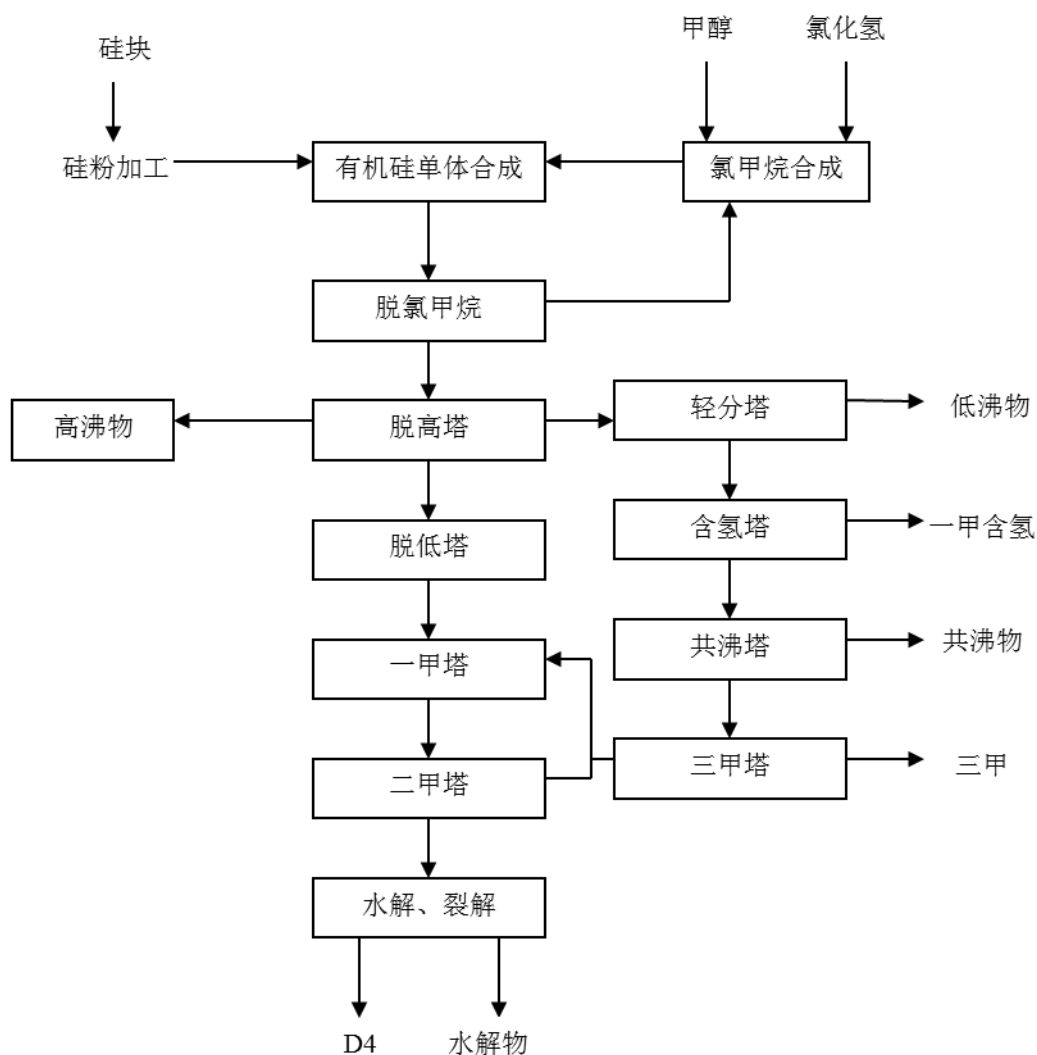 硅块
甲醇
氯化氢
硅粉加工
有机硅单体合成
氯甲烷合成
脱氯甲烷
高沸物
脱高塔
轻分塔
低沸物
脱低塔
含氢塔
一甲含氢
一甲塔
共沸塔
共沸物
二甲塔
三甲塔
三甲
水解、裂解
D4
水解物